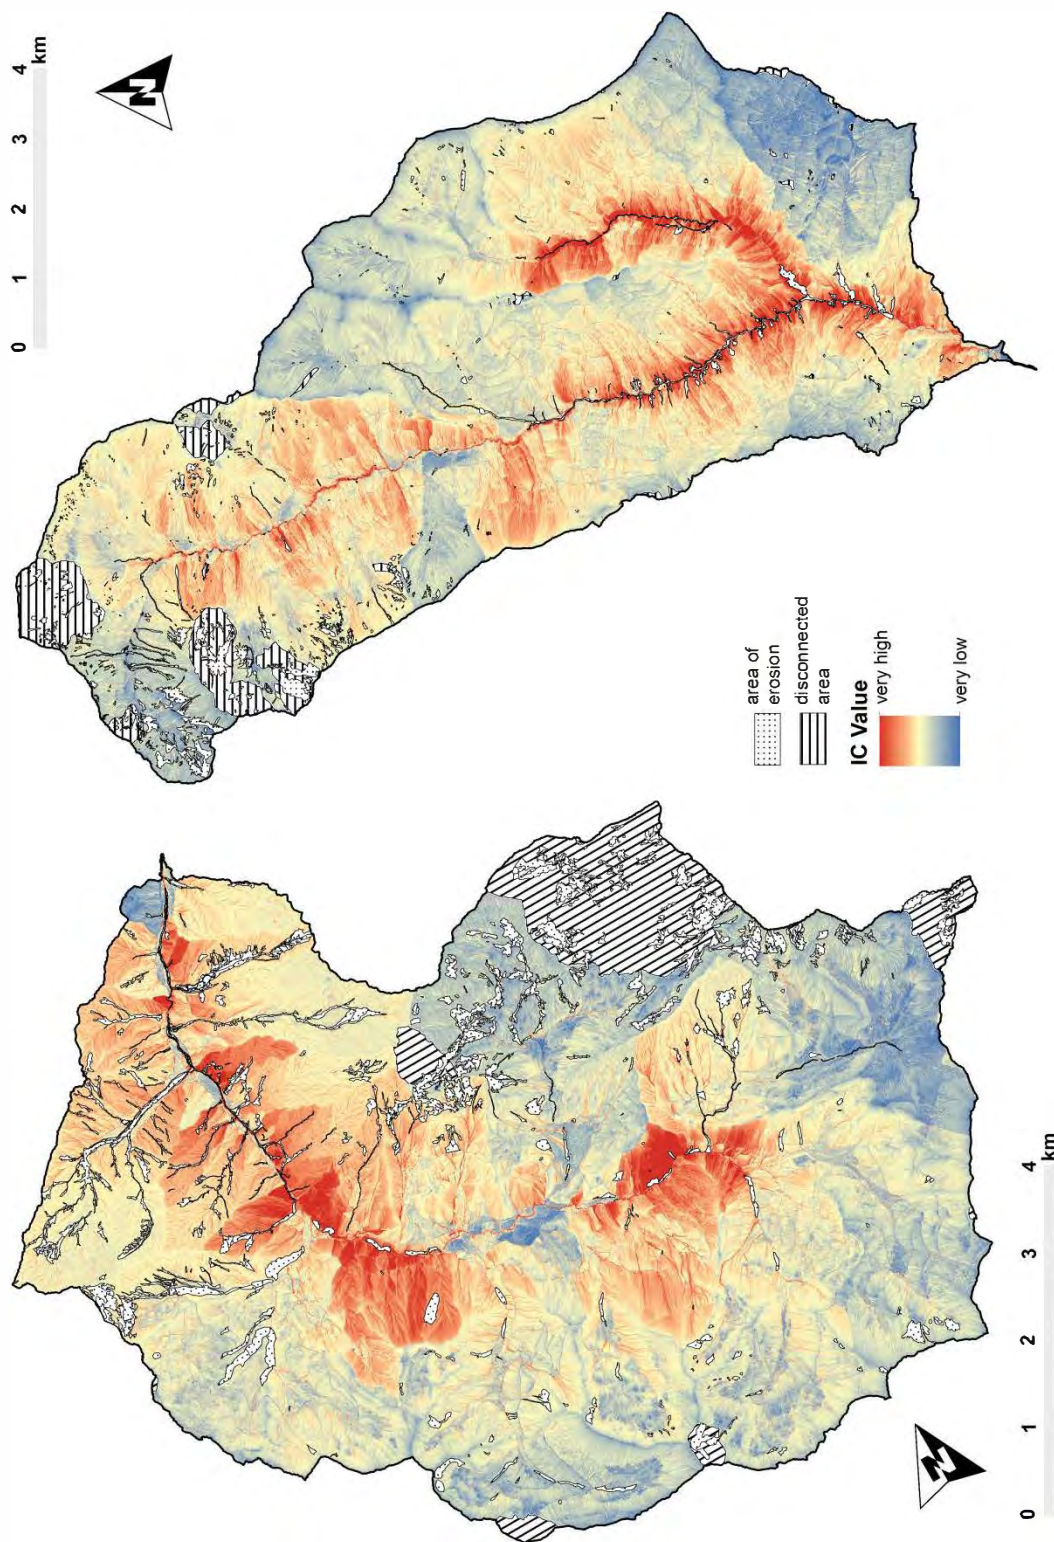 0 1 2 3 4
km
N
area of
erosion
disconnected
area
IC Value
very high
very low
0 1 2 3 4
km
N